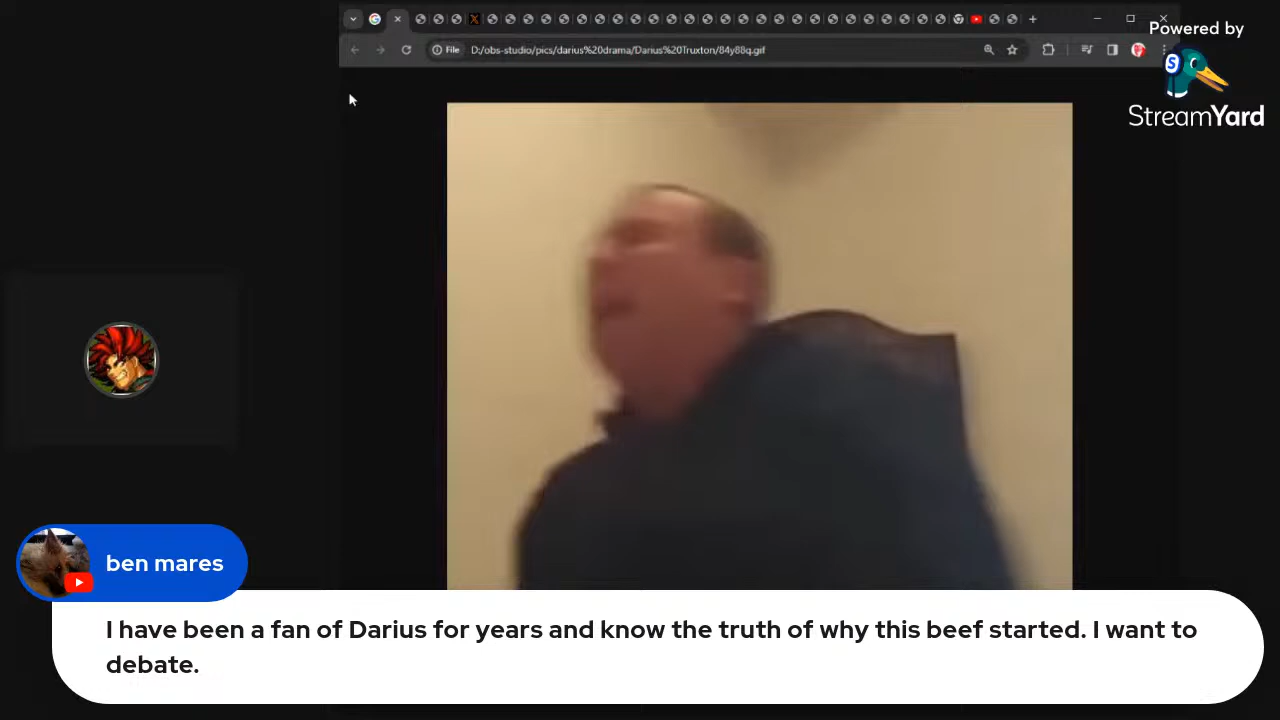 File D:/obs-studio/pics/darius%20drama/Darius%20Truxton/84y88q.gif
Powered by
StreamYard
ben mares
I have been a fan of Darius for years and know the truth of why this beef started. I want to
debate.